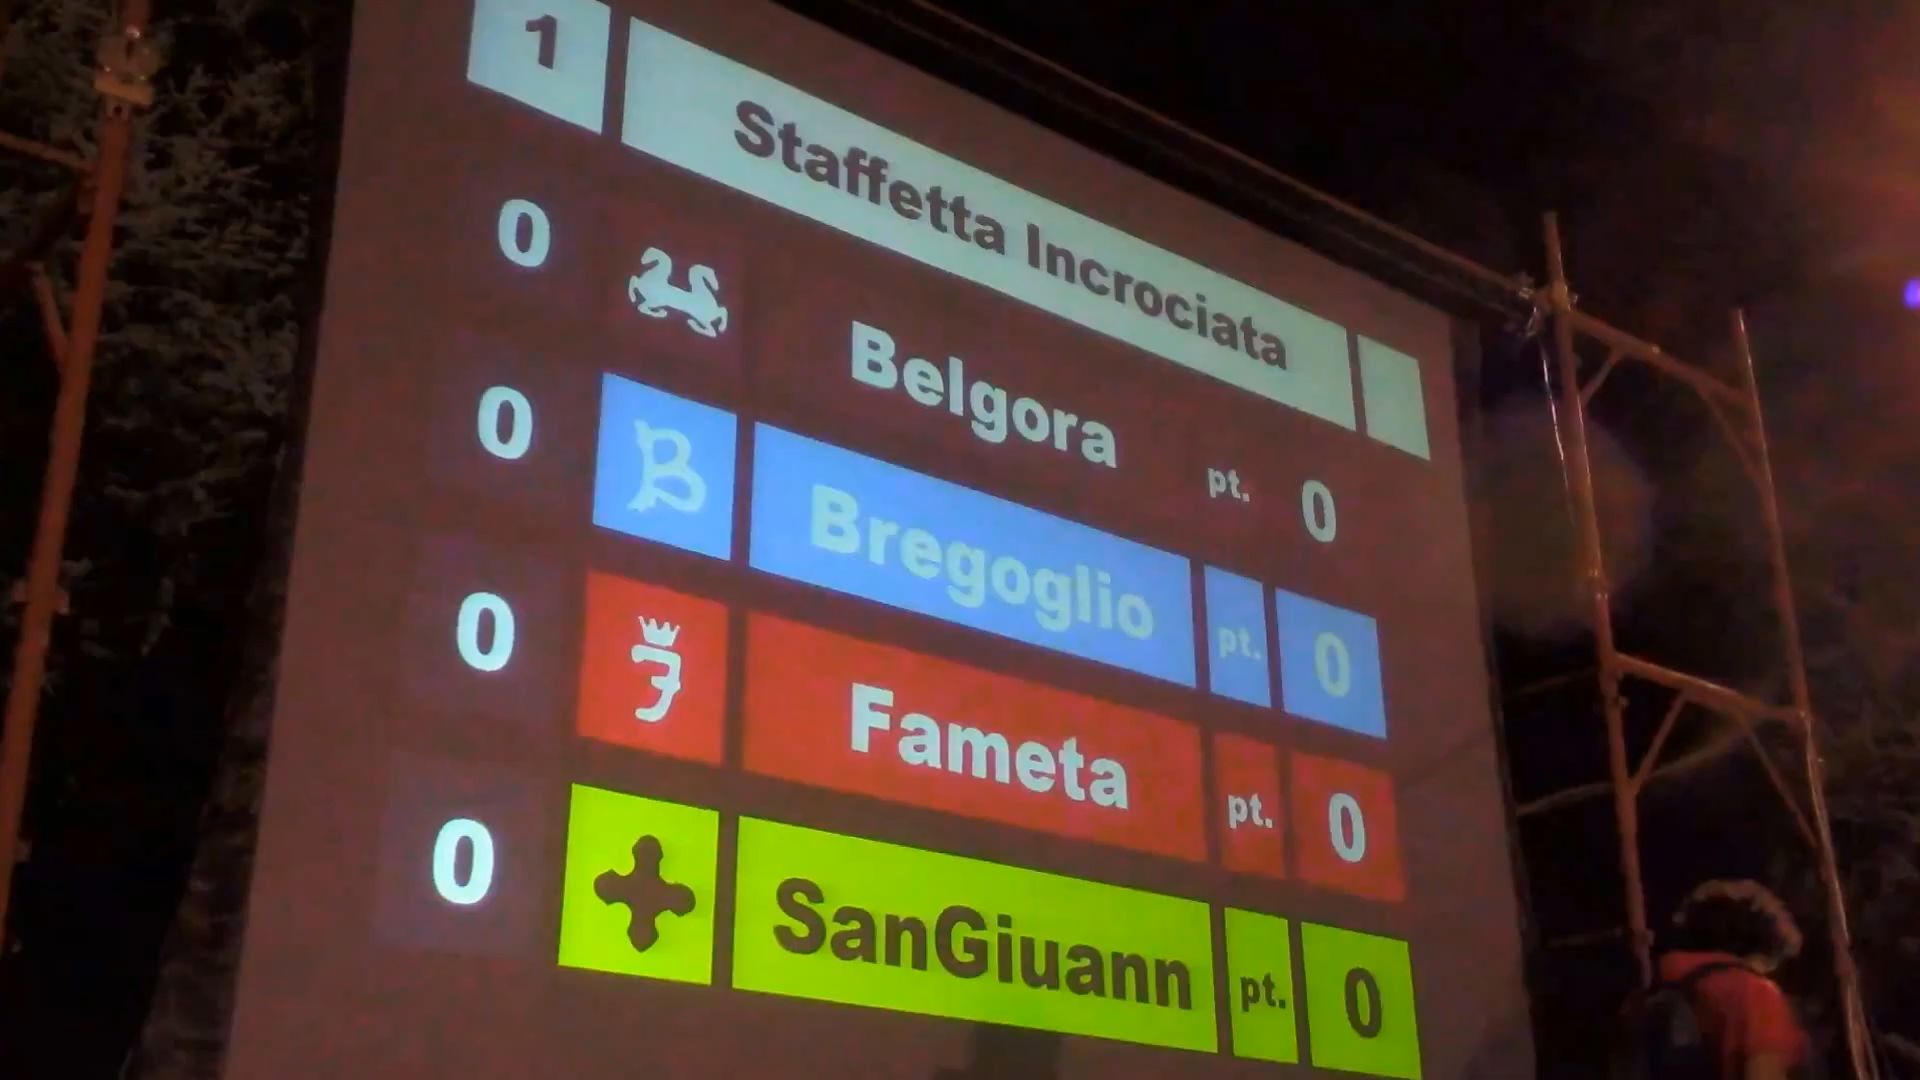 1 Staffetta Incrociata
0 Belgora pt. 0
0 B Bregoglio pt. 0
0 F Fameta pt. 0
0 SanGiuann pt. 0